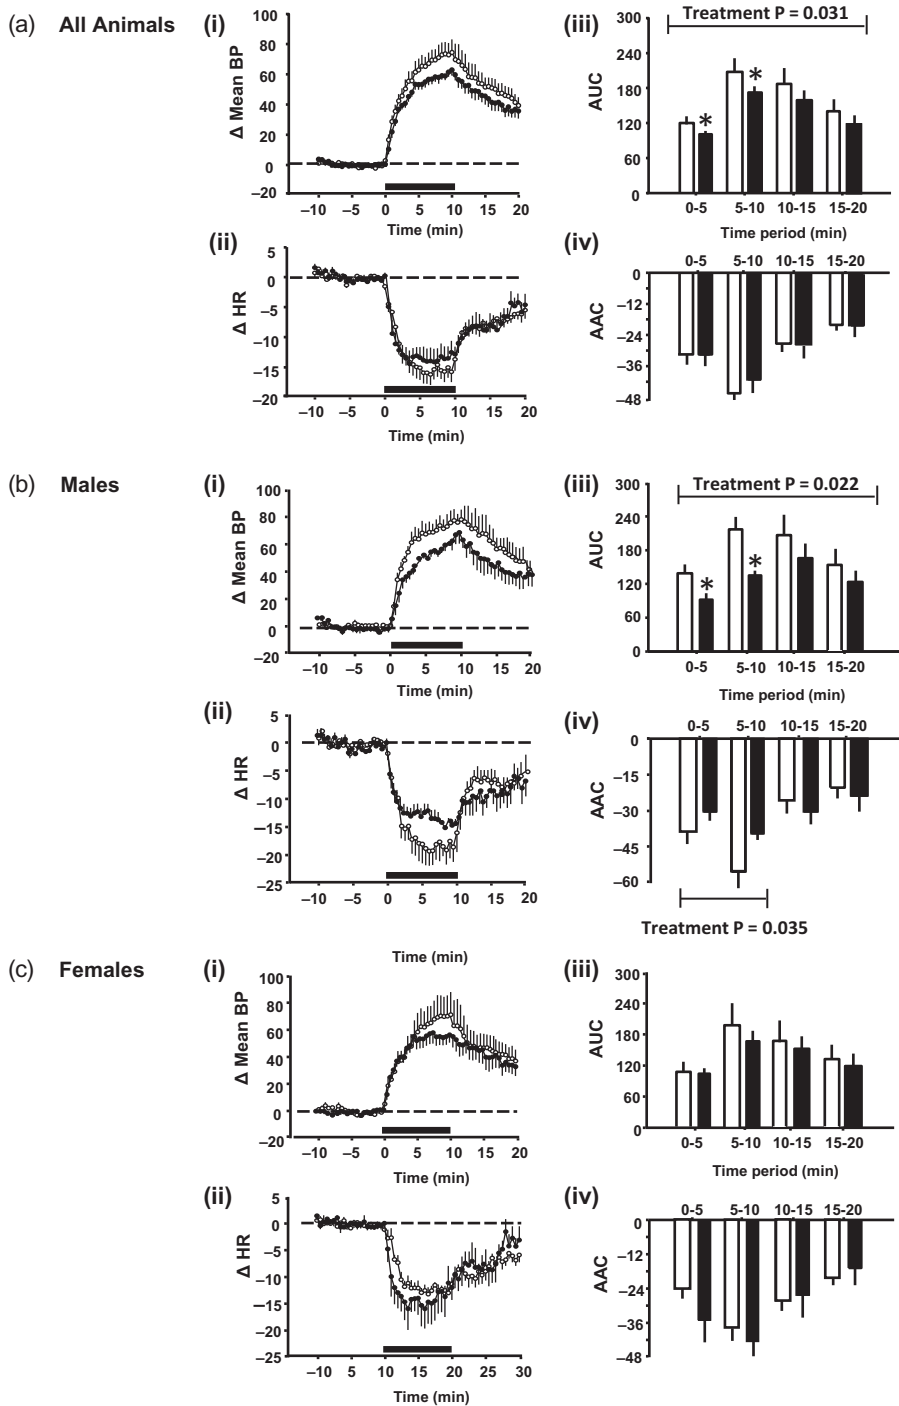 (a) All Animals
(i)
Δ Mean BP
100
80
60
40
20
0
−20
−10 −5 0 5 10 15 20
Time (min)
(iii)
Treatment P = 0.031
AUC
300
240
180
120
60
0
* *
0-5 5-10 10-15 15-20
Time period (min)
(ii)
Δ HR
5
0
−5
−10
−15
−20
−10 −5 0 5 10 15 20
Time (min)
(iv)
0-5 5-10 10-15 15-20
AAC
−12
−24
−36
−48
(b) Males
(i)
Δ Mean BP
100
80
60
40
20
0
−20
−10 −5 0 5 10 15 20
Time (min)
(iii)
Treatment P = 0.022
AUC
300
240
180
120
60
0
* *
0-5 5-10 10-15 15-20
Time period (min)
(ii)
Δ HR
5
0
−5
−10
−15
−20
−25
−10 −5 0 5 10 15 20
Time (min)
(iv)
0-5 5-10 10-15 15-20
AAC
0
−15
−30
−45
−60
Treatment P = 0.035
(c) Females
(i)
Δ Mean BP
100
80
60
40
20
0
−20
−10 −5 0 5 10 15 20
Time (min)
(iii)
AUC
300
240
180
120
60
0
0-5 5-10 10-15 15-20
Time period (min)
(ii)
Δ HR
5
0
−5
−10
−15
−20
−25
−10 −5 0 10 15 20 30
Time (min)
(iv)
0-5 5-10 10-15 15-20
AAC
0
−12
−24
−36
−48